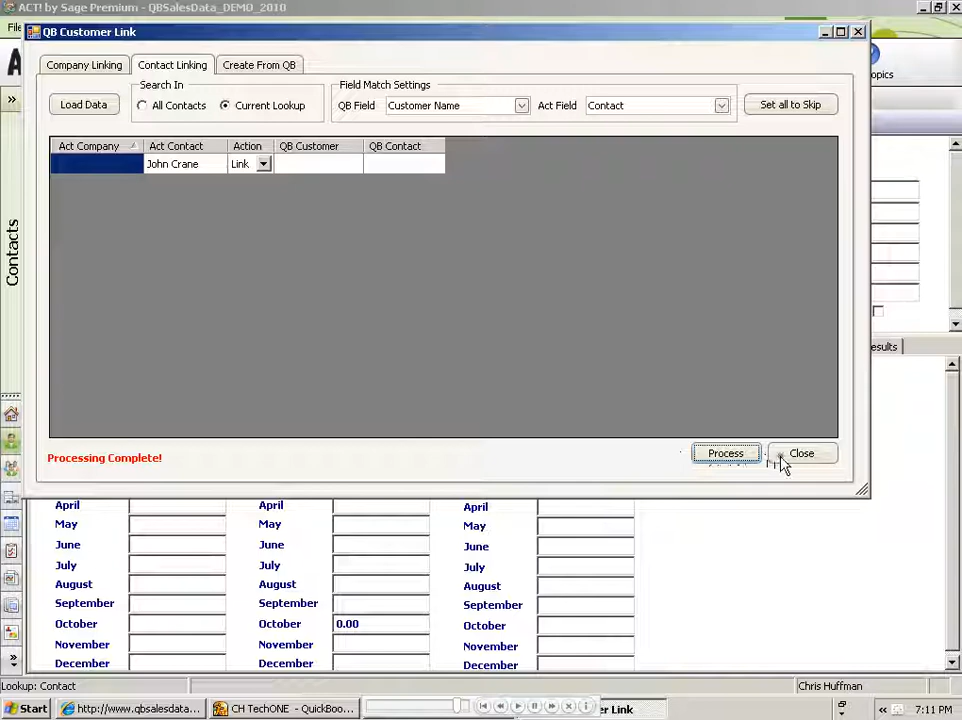 ACT! by Sage Premium - QBSalesData_DEMO_2010
File
QB Customer Link
Company Linking
Contact Linking
Create From QB
opics
Search In
Field Match Settings
Load Data
All Contacts
Current Lookup
QB Field
Customer Name
Act Field
Contact
Set all to Skip
Act Company
Act Contact
Action
QB Customer
QB Contact
John Crane
Link
Contacts
esults
Processing Complete!
Process
Close
April
April
April
May
May
May
June
June
June
July
July
July
August
August
August
September
September
September
October
October
0.00
October
November
November
November
December
December
December
Lookup: Contact
Chris Huffman
Start
http://www.qbsalesdata...
CH TechONE - QuickBoo...
mer Link
7:11 PM